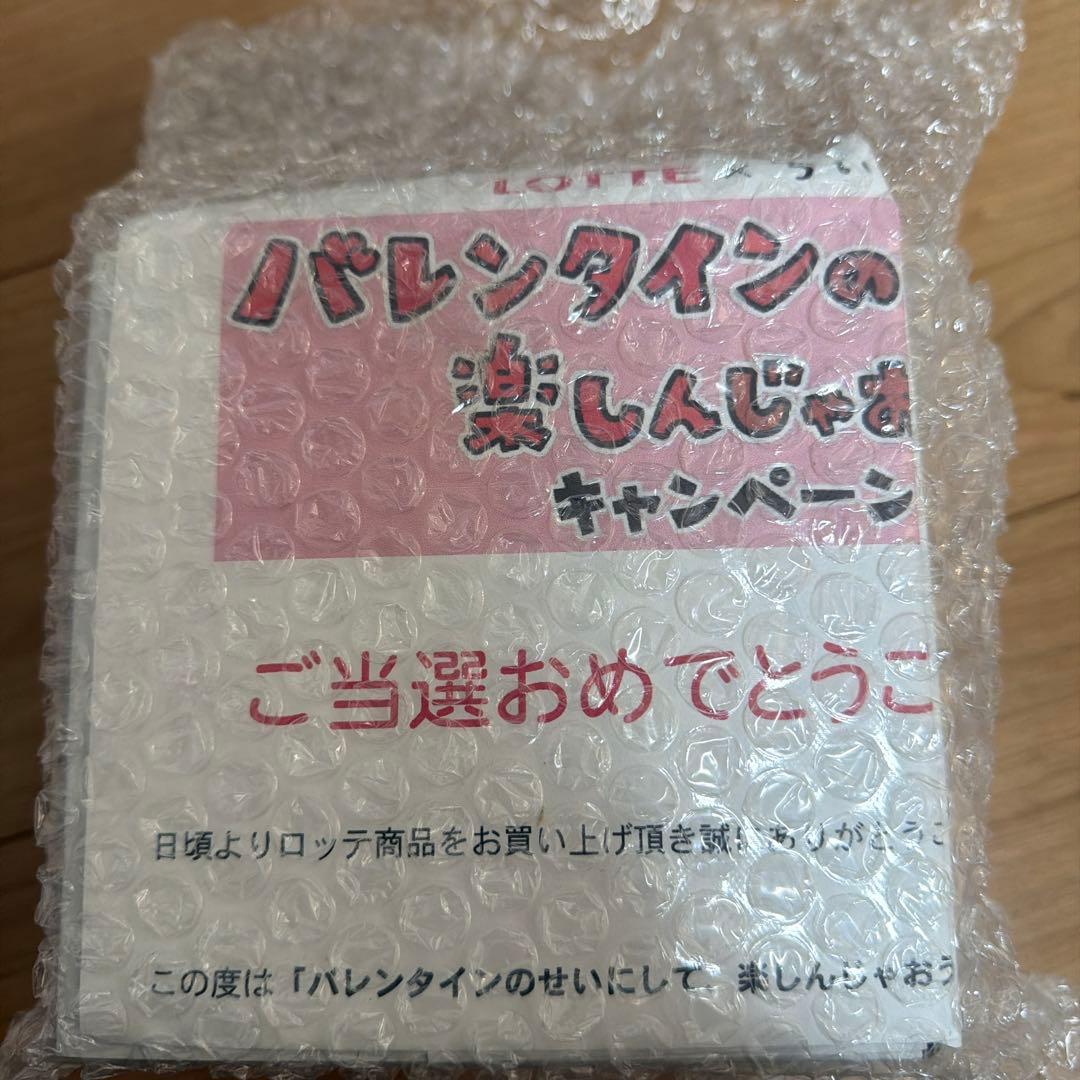 LOTTE × ちい
バレンタインの
楽しんじゃお
キャンペーン
ご当選おめでとうご
日頃よりロッテ商品をお買い上げ頂き誠にありがとうご
この度は「バレンタインのせいにして、楽しんじゃおう